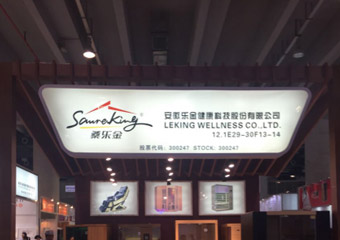 SaunaKing®
桑乐金
安徽乐金健康科技股份有限公司
LEKING WELLNESS CO.,LTD.
12.1E29-30F13-14
股票代码：300247 STOCK: 300247